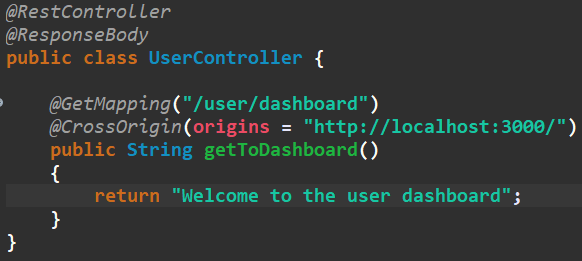 @RestController
@ResponseBody
public class UserController {
@GetMapping("/user/dashboard")
@CrossOrigin(origins = "http://localhost:3000/")
public String getToDashboard()
{
return "Welcome to the user dashboard";
}
}